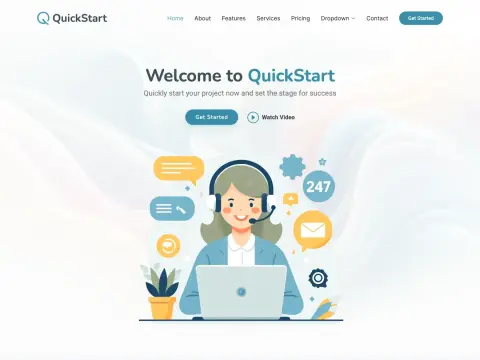 QuickStart
Home About Features Services Pricing Dropdown Contact Get Started
Welcome to QuickStart
Quickly start your project now and set the stage for success
Get Started Watch Video
247